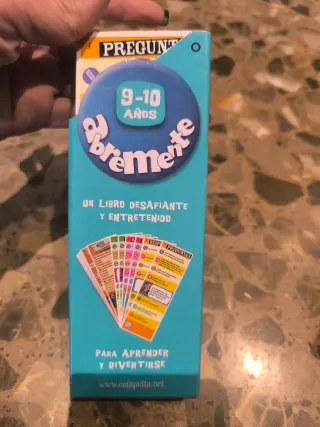 PREGUNT
9-10
AÑOS
abremente
UN LIBRO DESAFIANTE
Y ENTRETENIDO
PARA APRENDER
Y DIVERTIRSE
www.catapulta.net